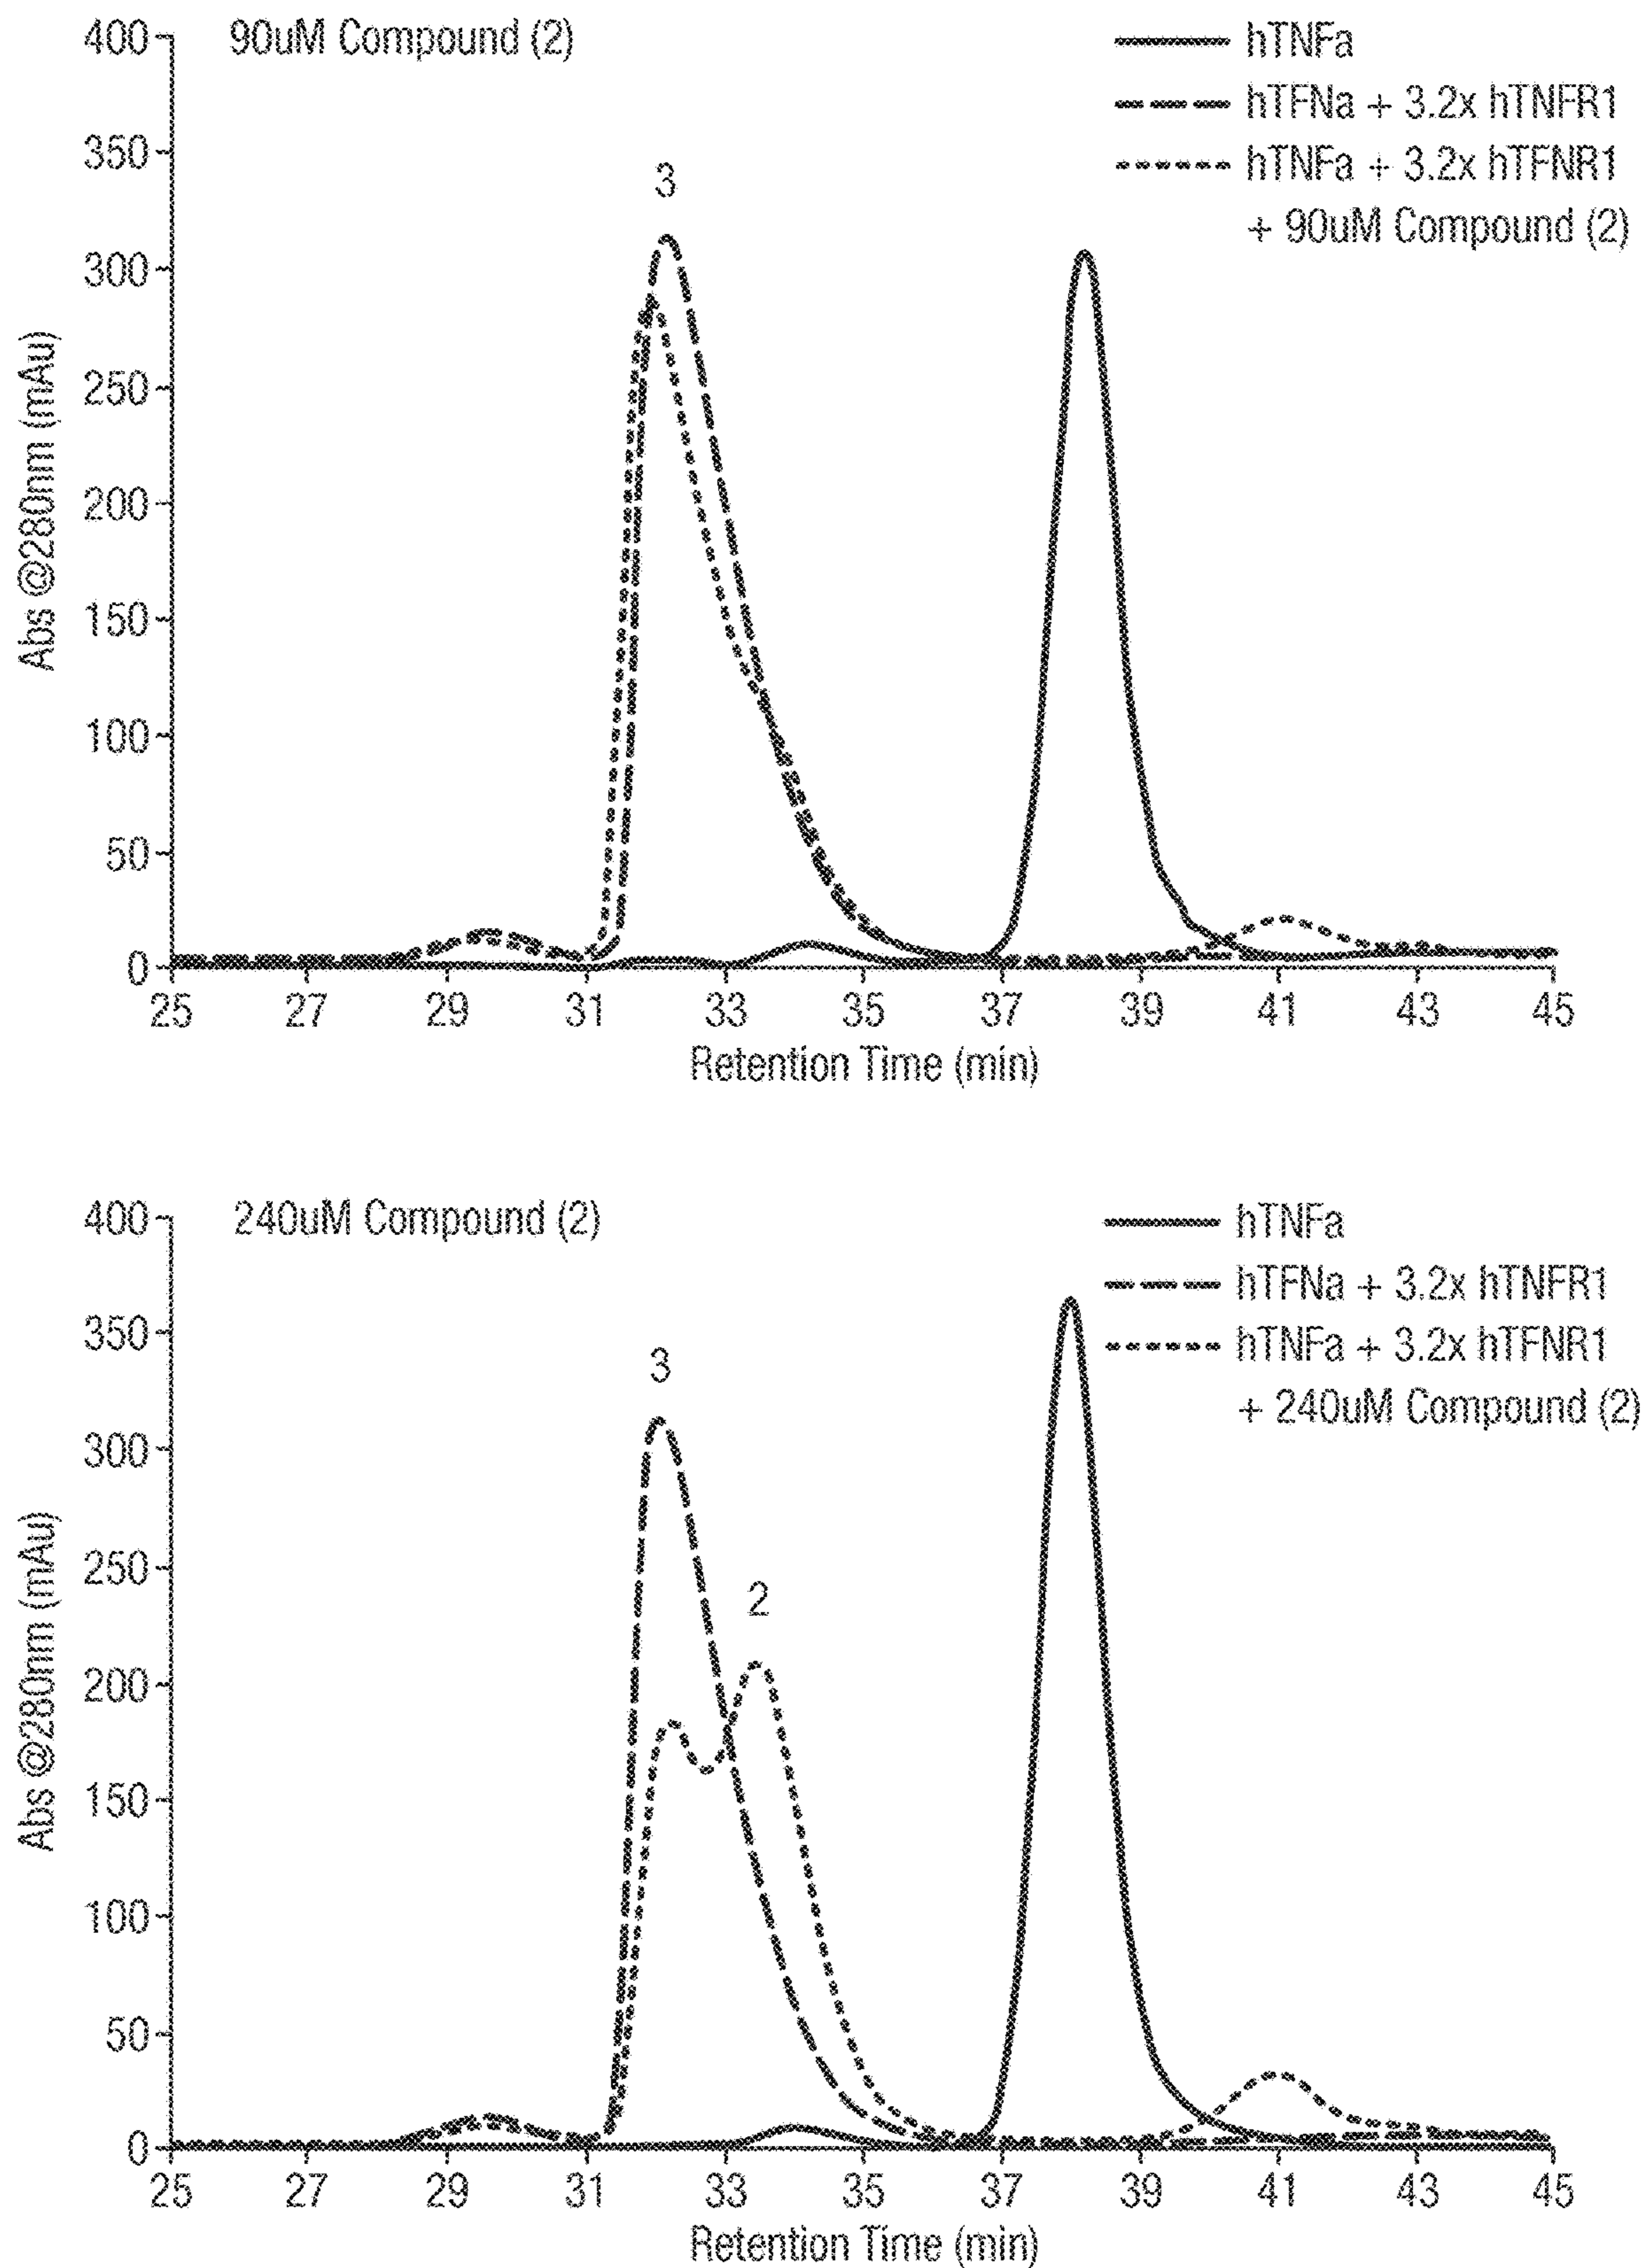 90uM Compound (2)
hTNFa
hTFNa + 3.2x hTNFR1
hTNFa + 3.2x hTFNR1
+ 90uM Compound (2)
400
350
300
250
200
150
100
50
0
Abs @280nm (mAu)
3
25 27 29 31 33 35 37 39 41 43 45
Retention Time (min)
240uM Compound (2)
hTNFa
hTFNa + 3.2x hTNFR1
hTNFa + 3.2x hTFNR1
+ 240uM Compound (2)
400
350
300
250
200
150
100
50
0
Abs @280nm (mAu)
3
2
25 27 29 31 33 35 37 39 41 43 45
Retention Time (min)